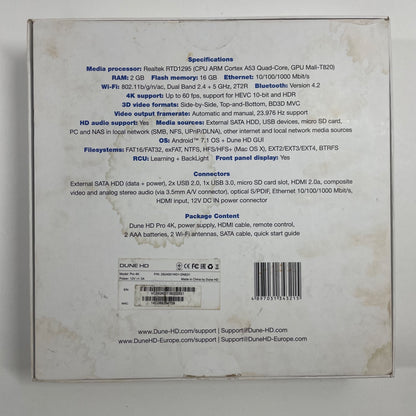 Specifications
Media processor: Realtek RTD1295 (CPU ARM Cortex A53 Quad-Core, GPU Mali-T820)
RAM: 2 GB Flash memory: 16 GB Ethernet: 10/100/1000 Mbit/s
Wi-Fi: 802.11b/g/n/ac, Dual Band 2.4 + 5 GHz, 2T2R Bluetooth: Version 4.2
4K support: Up to 60 fps, support for HEVC 10-bit and HDR
3D video formats: Side-by-Side, Top-and-Bottom, BD3D MVC
Video output framerate: Automatic and manual, 23.976 Hz support
HD audio support: Yes Media sources: External SATA HDD, USB devices, micro SD card,
PC and NAS in local network (SMB, NFS, UPnP/DLNA), other internet and local network media sources
OS: Android™ 7.1 OS + Dune HD GUI
Filesystems: FAT16/FAT32, exFAT, NTFS, HFS/HFS+ (Mac OS X), EXT2/EXT3/EXT4, BTRFS
RCU: Learning + BackLight Front panel display: Yes
Connectors
External SATA HDD (data + power), 2x USB 2.0, 1x USB 3.0, micro SD card slot, HDMI 2.0a, composite
video and analog stereo audio (via 3.5mm A/V connector), optical S/PDIF, Ethernet 10/100/1000 Mbit/s,
HDMI input, 12V DC IN power connector
Package Content
Dune HD Pro 4K, power supply, HDMI cable, remote control,
2 AAA batteries, 2 Wi-Fi antennas, SATA cable, quick start guide
DUNE HD
Model: Pro 4K
Power: 12V ⎓ 2A
Made in China by Dune HD
S/N:
MAC:
4 897031 343215
www.Dune-HD.com/support | Support@Dune-HD.com
www.Dune-HD-Europe.com/support | Support@Dune-HD-Europe.com